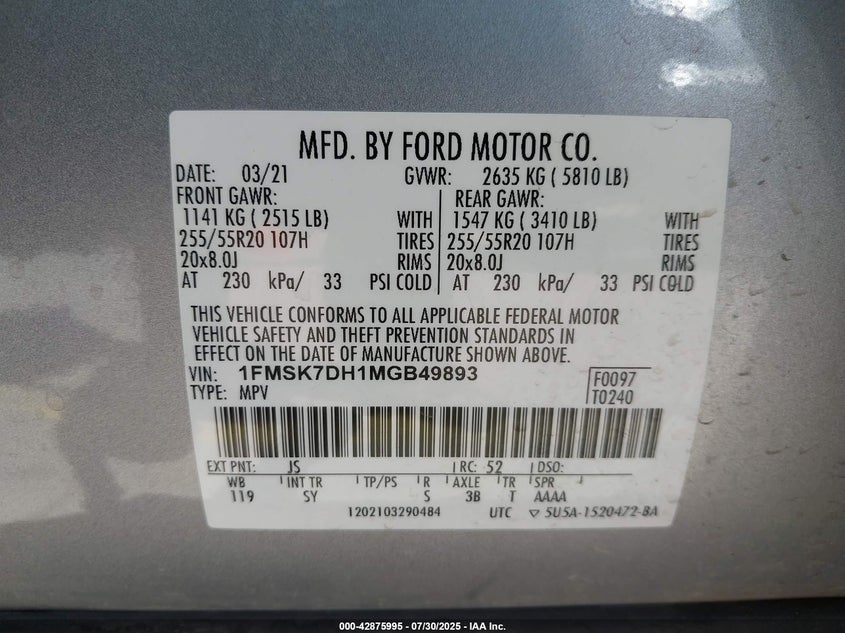 MFD. BY FORD MOTOR CO.
DATE: 03/21 GVWR: 2635 KG ( 5810 LB)
FRONT GAWR: REAR GAWR:
1141 KG ( 2515 LB) WITH 1547 KG ( 3410 LB) WITH
255/55R20 107H TIRES 255/55R20 107H TIRES
20x8.0J RIMS 20x8.0J RIMS
AT 230 kPa/ 33 PSI COLD AT 230 kPa/ 33 PSI COLD
THIS VEHICLE CONFORMS TO ALL APPLICABLE FEDERAL MOTOR
VEHICLE SAFETY AND THEFT PREVENTION STANDARDS IN
EFFECT ON THE DATE OF MANUFACTURE SHOWN ABOVE.
VIN: 1FMSK7DH1MGB49893 F0097
TYPE: MPV T0240
EXT PNT: JS RC: 52 DSO:
WB INT TR TP/PS R AXLE TR SPR
119 SY S 3B T AAAA
1202103290484 UTC ▽ 5U5A-1520472-BA
000-42875995 - 07/30/2025 - IAA Inc.